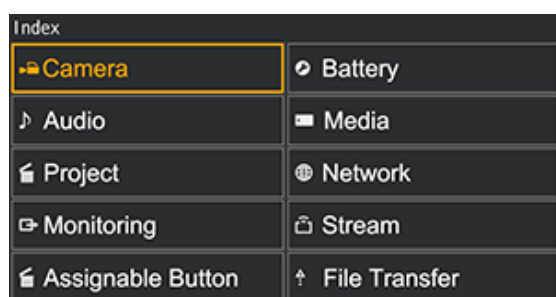 Index
Camera
Battery
Audio
Media
Project
Network
Monitoring
Stream
Assignable Button
File Transfer